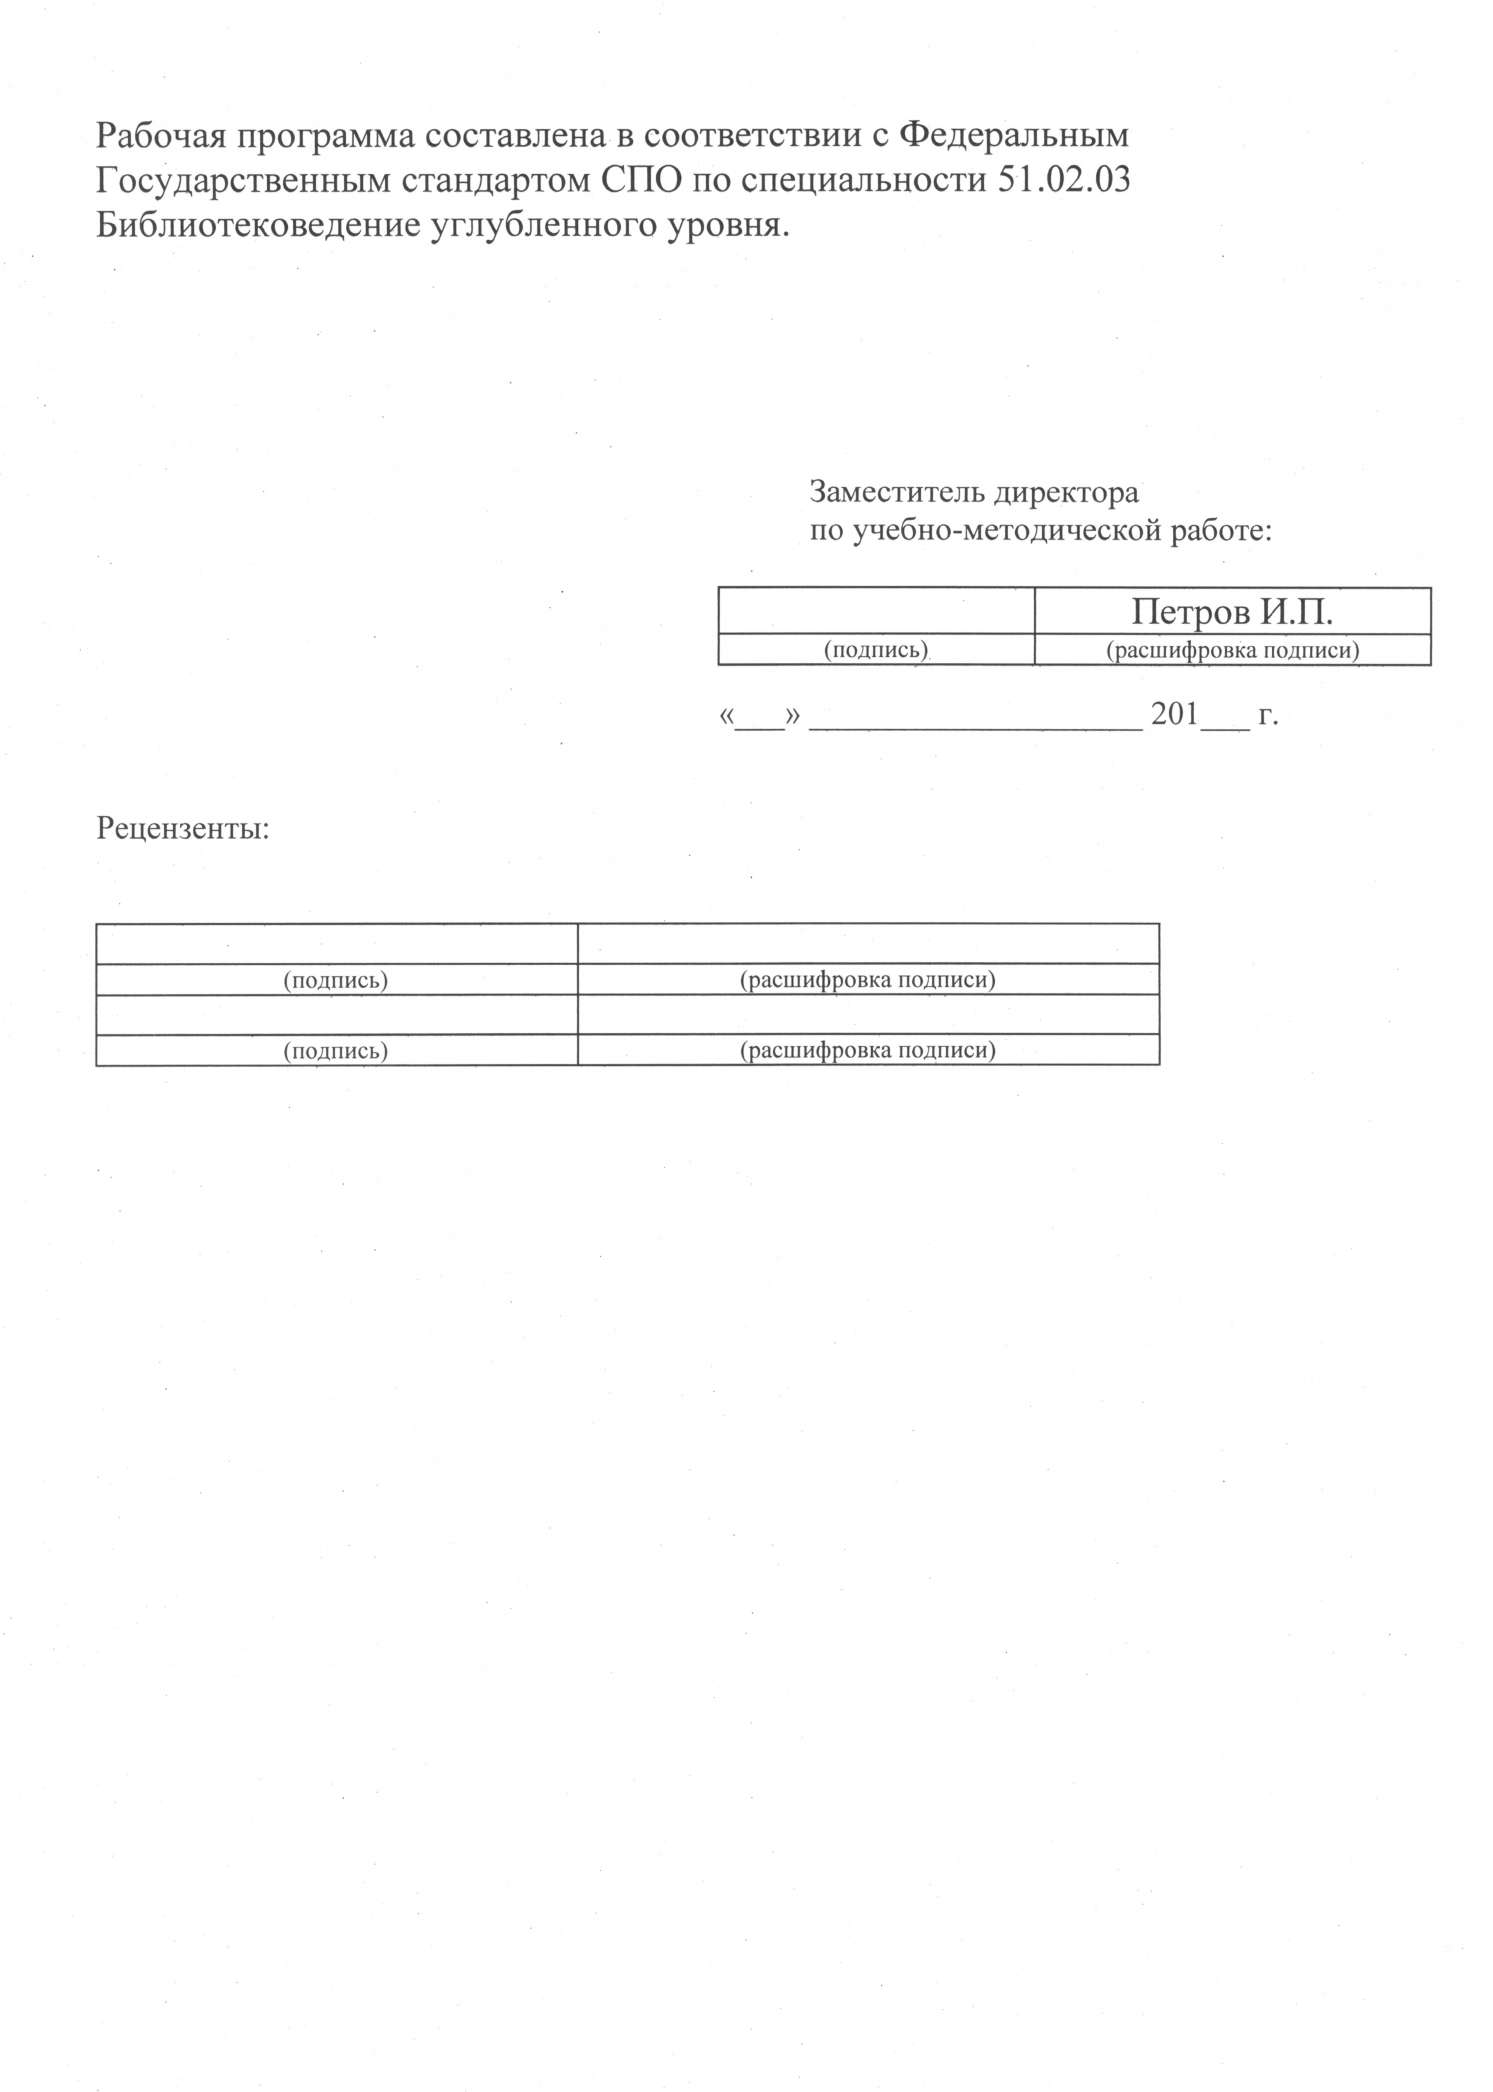 Рабочая программа составлена в соответствии с Федеральным
Государственным стандартом СПО по специальности 51.02.03
Библиотековедение углубленного уровня.
Заместитель директора
по учебно-методической работе:
Петров И.П.
(подпись) (расшифровка подписи)
«___» ____________________ 201___ г.
Рецензенты:
(подпись) (расшифровка подписи)
(подпись) (расшифровка подписи)